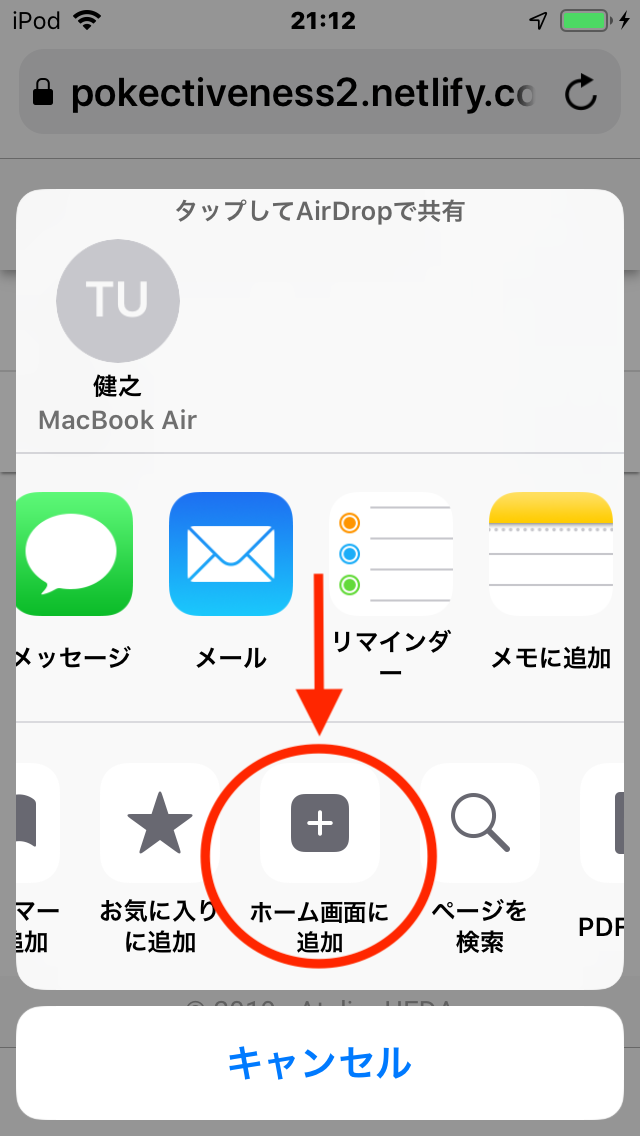 iPod 21:12
pokectiveness2.netlify.co
タップしてAirDropで共有
TU
健之
MacBook Air
メッセージ
メール
リマインダ
ー
メモに追加
マー
追加
お気に入り
に追加
ホーム画面に
追加
ページを
検索
PDF
キャンセル